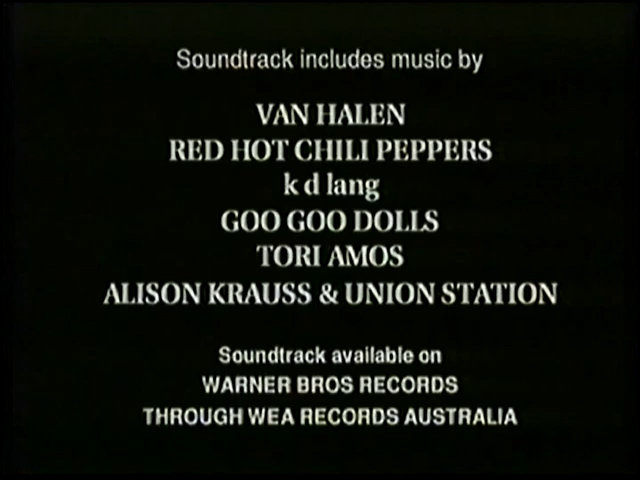 Soundtrack includes music by
VAN HALEN
RED HOT CHILI PEPPERS
k d lang
GOO GOO DOLLS
TORI AMOS
ALISON KRAUSS & UNION STATION
Soundtrack available on
WARNER BROS RECORDS
THROUGH WEA RECORDS AUSTRALIA